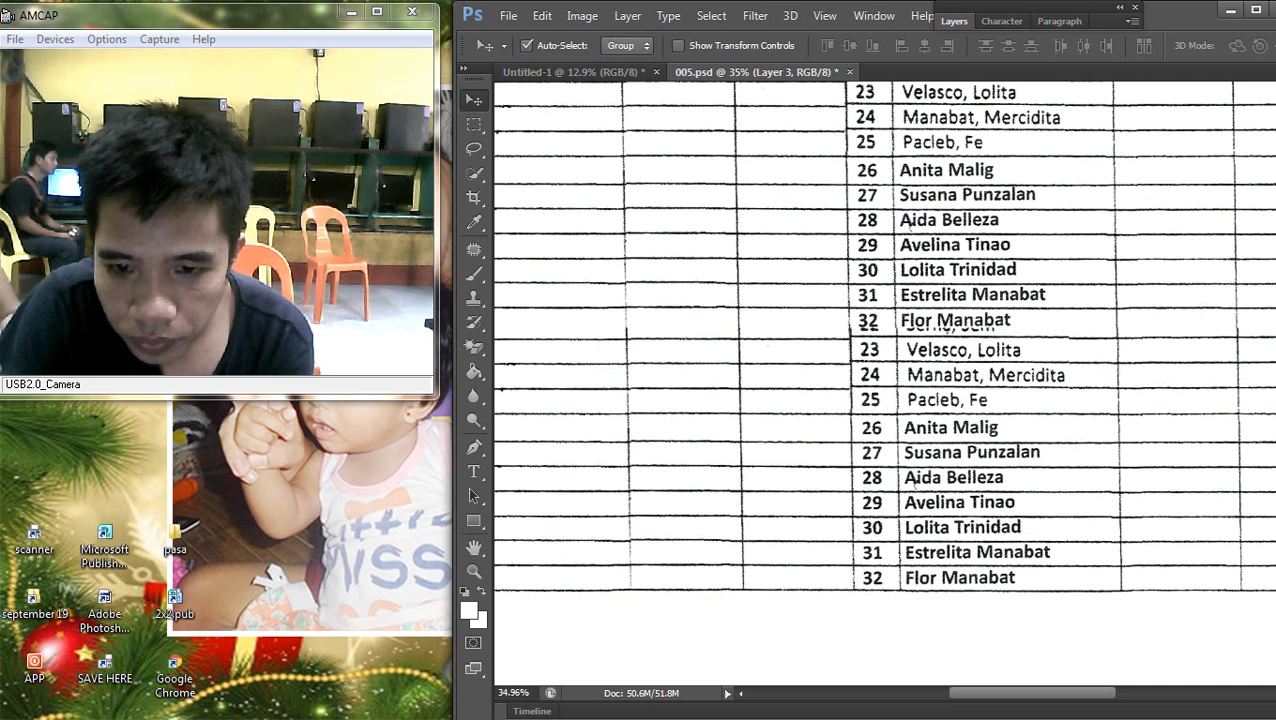 AMCAP
File Devices Options Capture Help
USB2.0_Camera
scanner
Microsoft Publish...
pasa
september 19
Adobe Photosh...
2x2.pub
APP
SAVE HERE
Google Chrome
Ps File Edit Image Layer Type Select Filter 3D View Window Help
Layers Character Paragraph
Auto-Select: Group Show Transform Controls 3D Mode:
Untitled-1 @ 12.9% (RGB/8) * × 005.psd @ 35% (Layer 3, RGB/8) * ×
23 Velasco, Lolita
24 Manabat, Mercidita
25 Pacleb, Fe
26 Anita Malig
27 Susana Punzalan
28 Aida Belleza
29 Avelina Tinao
30 Lolita Trinidad
31 Estrelita Manabat
32 Flor Manabat
23 Velasco, Lolita
24 Manabat, Mercidita
25 Pacleb, Fe
26 Anita Malig
27 Susana Punzalan
28 Aida Belleza
29 Avelina Tinao
30 Lolita Trinidad
31 Estrelita Manabat
32 Flor Manabat
34.96% Doc: 50.6M/51.8M
Timeline